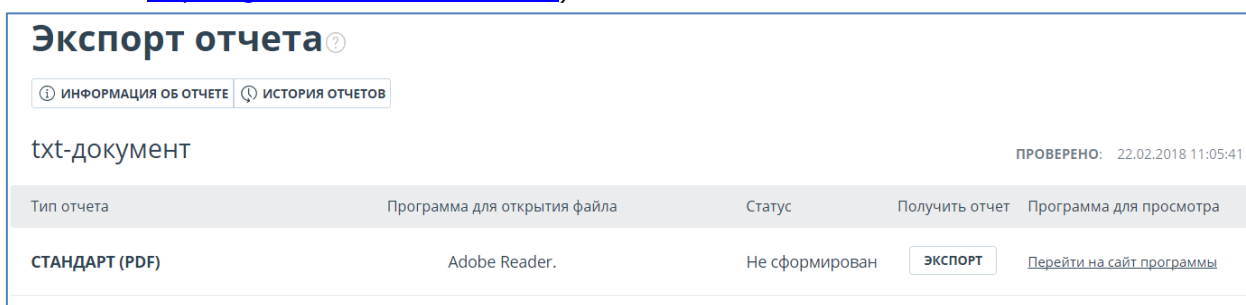 Экспорт отчета
ИНФОРМАЦИЯ ОБ ОТЧЕТЕ ИСТОРИЯ ОТЧЕТОВ
txt-документ ПРОВЕРЕНО: 22.02.2018 11:05:41
Тип отчета Программа для открытия файла Статус Получить отчет Программа для просмотра
СТАНДАРТ (PDF) Adobe Reader. Не сформирован ЭКСПОРТ Перейти на сайт программы